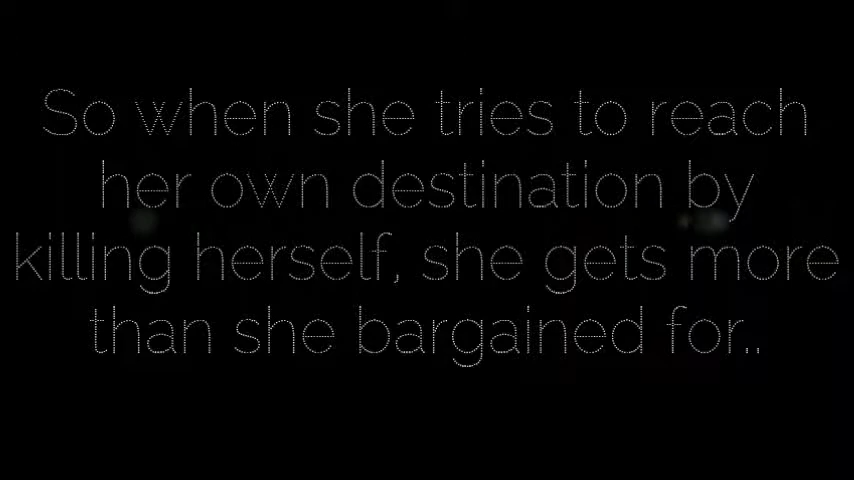 So when she tries to reach
her own destination by
killing herself, she gets more
than she bargained for..